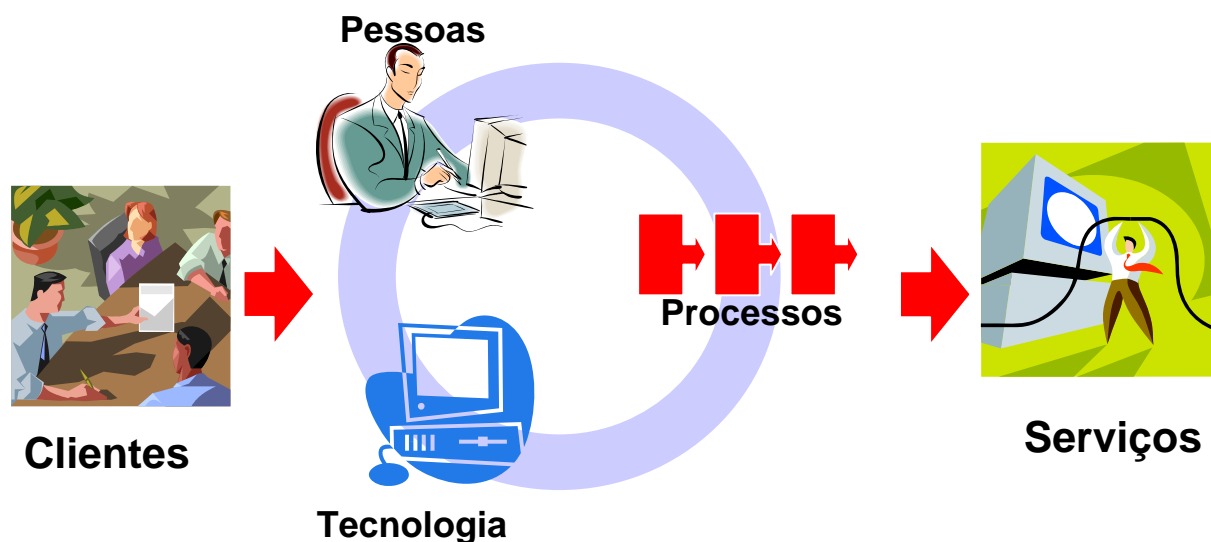 Pessoas
Processos
Clientes
Serviços
Tecnologia